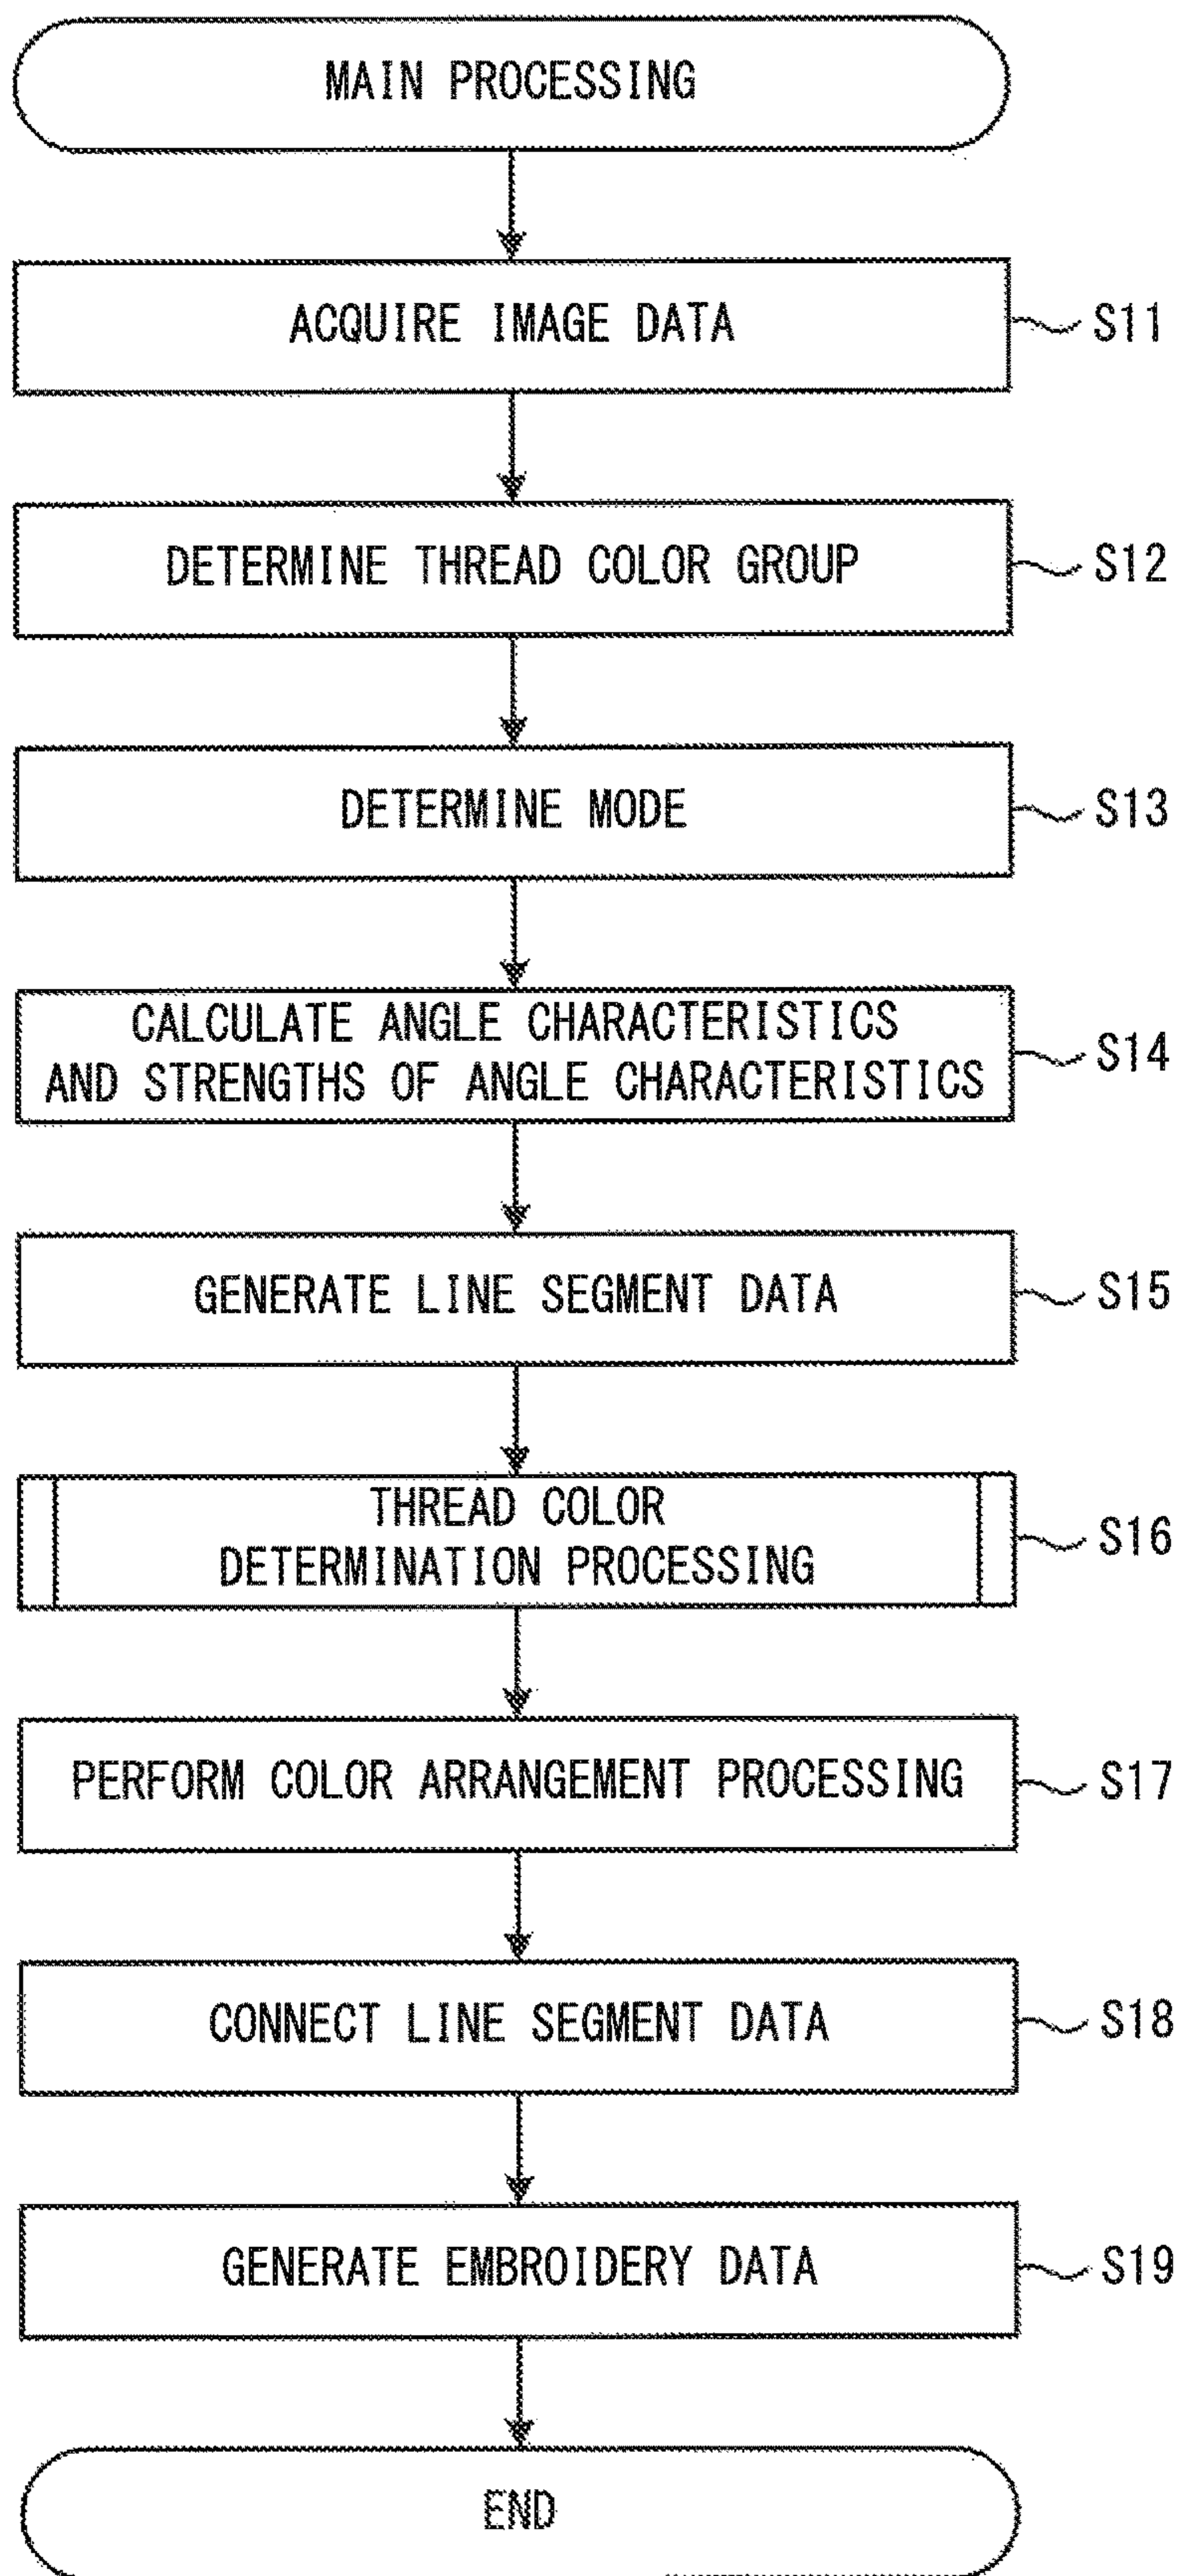 MAIN PROCESSING
ACQUIRE IMAGE DATA
S11
DETERMINE THREAD COLOR GROUP
S12
DETERMINE MODE
S13
CALCULATE ANGLE CHARACTERISTICS
AND STRENGTHS OF ANGLE CHARACTERISTICS
S14
GENERATE LINE SEGMENT DATA
S15
THREAD COLOR
DETERMINATION PROCESSING
S16
PERFORM COLOR ARRANGEMENT PROCESSING
S17
CONNECT LINE SEGMENT DATA
S18
GENERATE EMBROIDERY DATA
S19
END